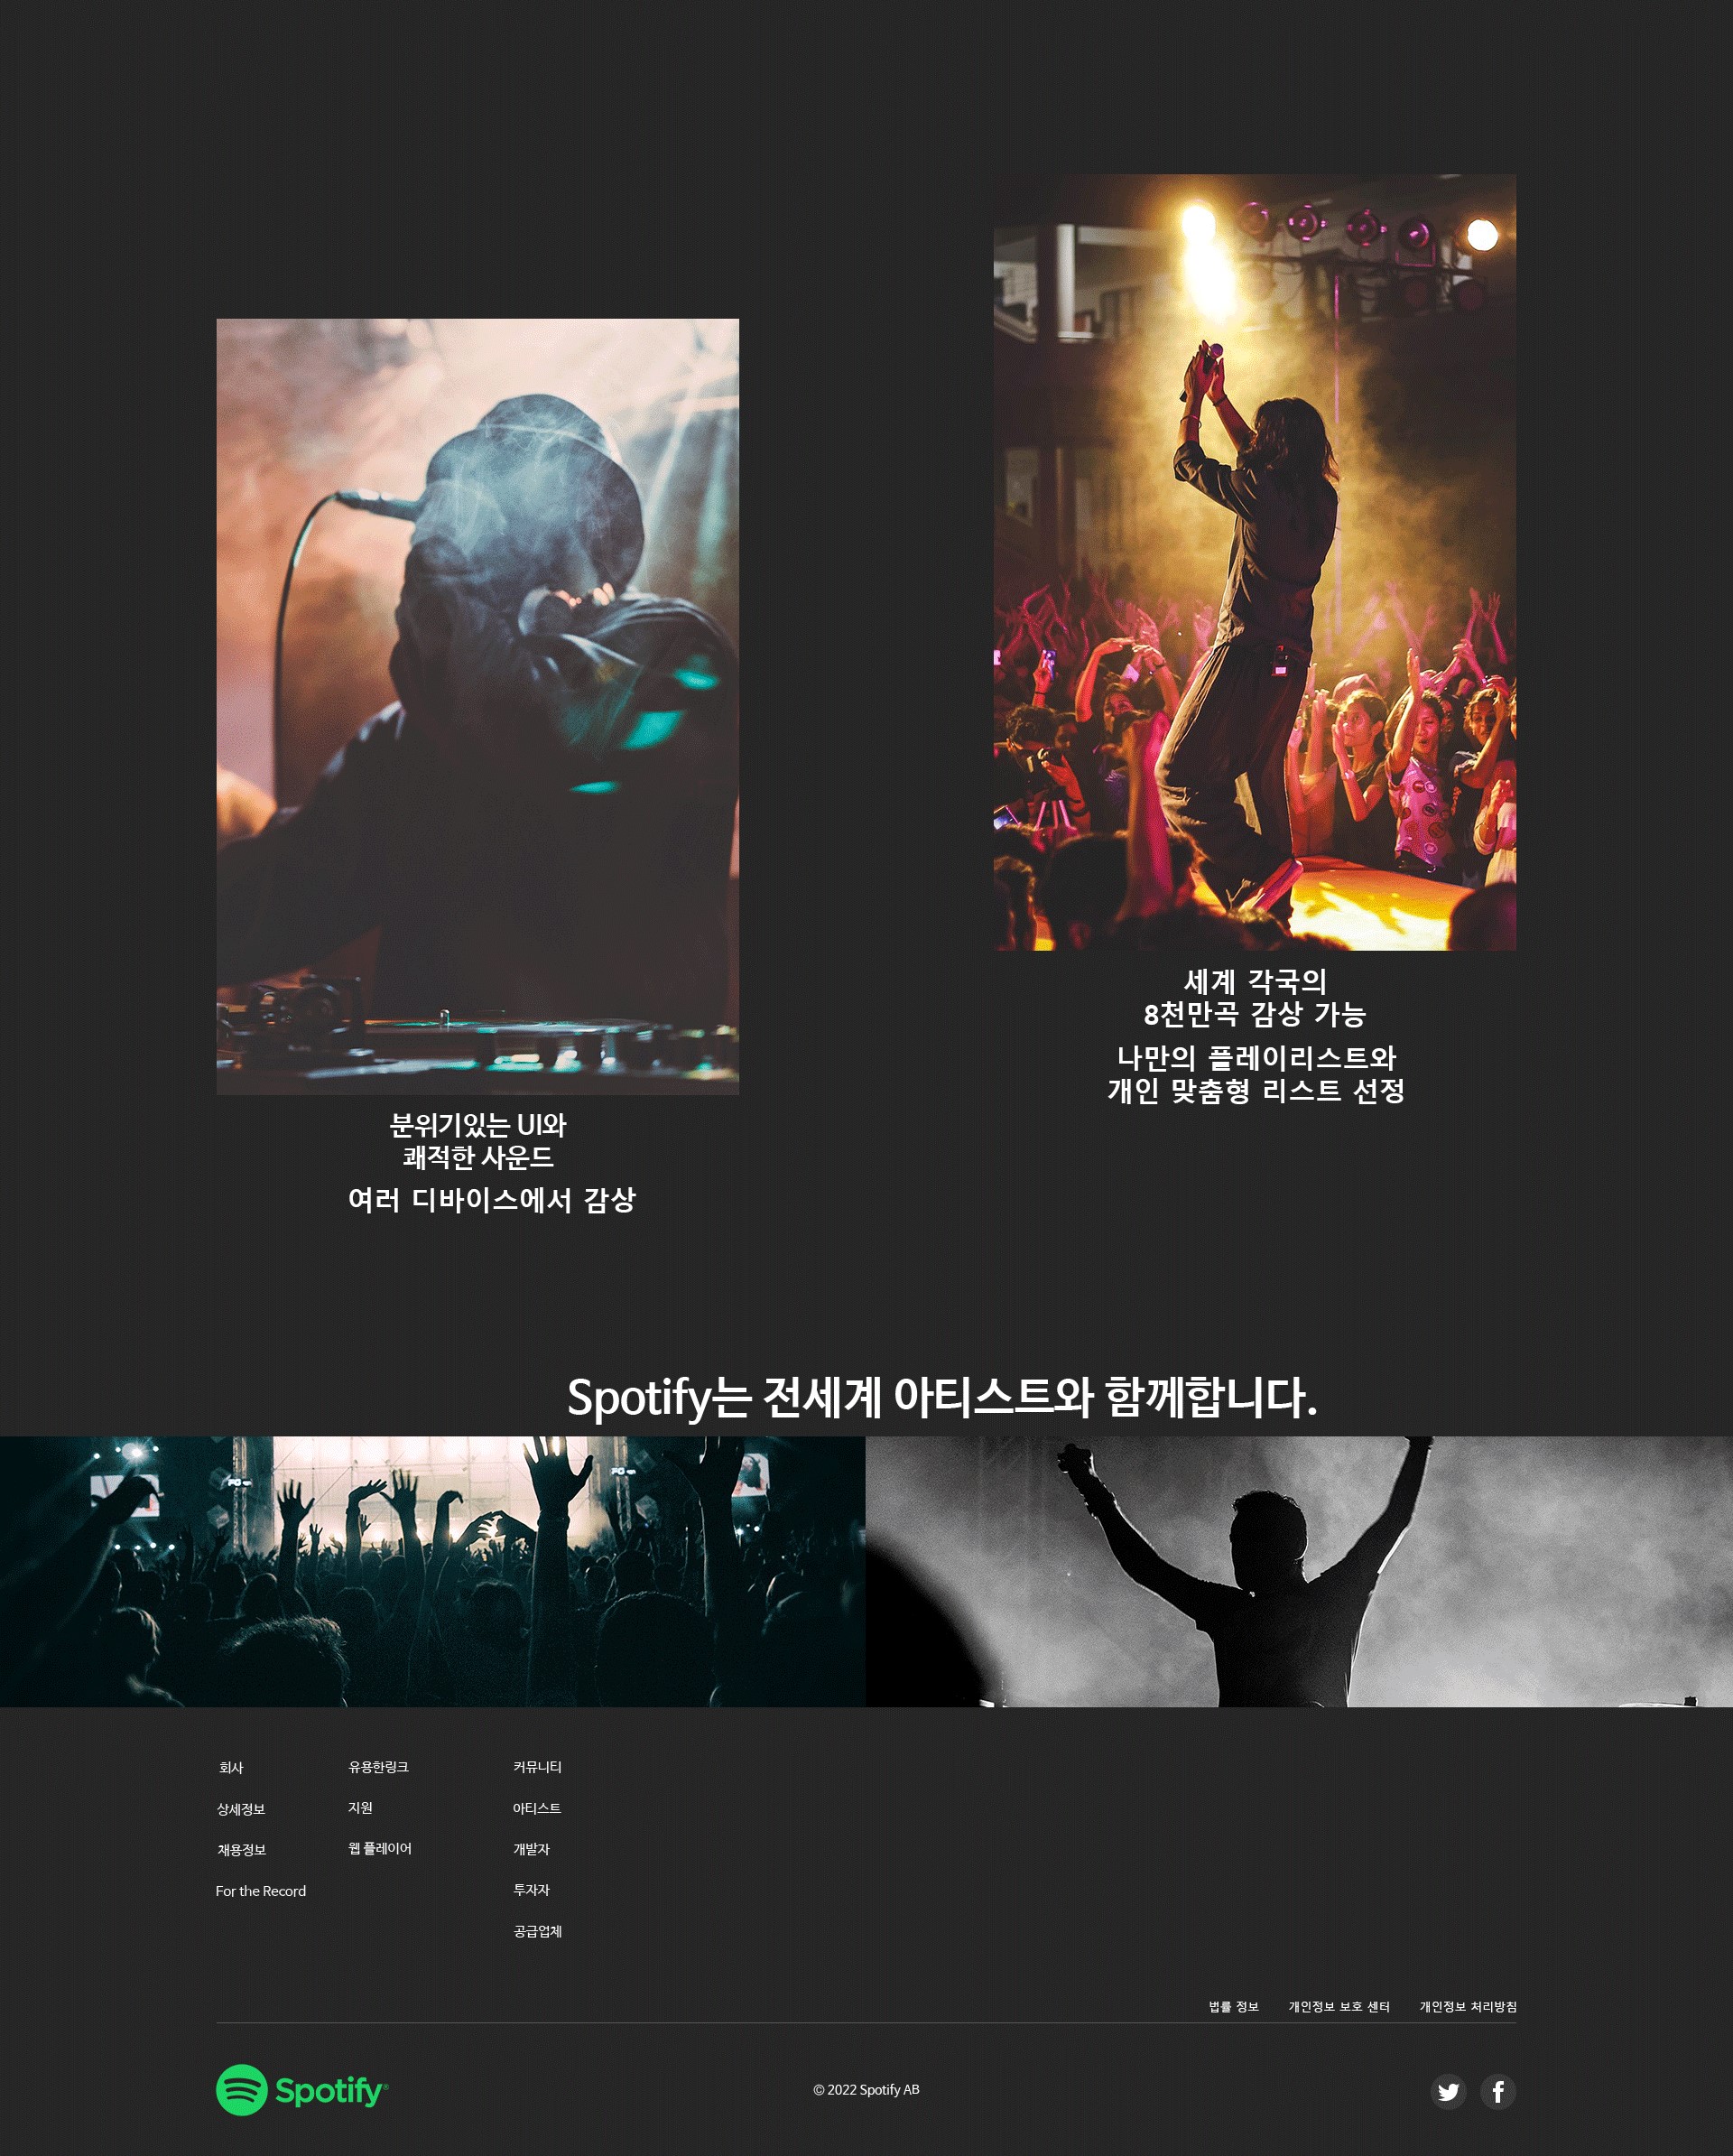 분위기있는 UI와
쾌적한 사운드
여러 디바이스에서 감상
세계 각국의
8천만곡 감상 가능
나만의 플레이리스트와
개인 맞춤형 리스트 선정
Spotify는 전세계 아티스트와 함께합니다.
회사
상세정보
채용정보
For the Record
유용한링크
지원
웹 플레이어
커뮤니티
아티스트
개발자
투자자
공급업체
법률 정보
개인정보 보호 센터
개인정보 처리방침
Spotify®
© 2022 Spotify AB